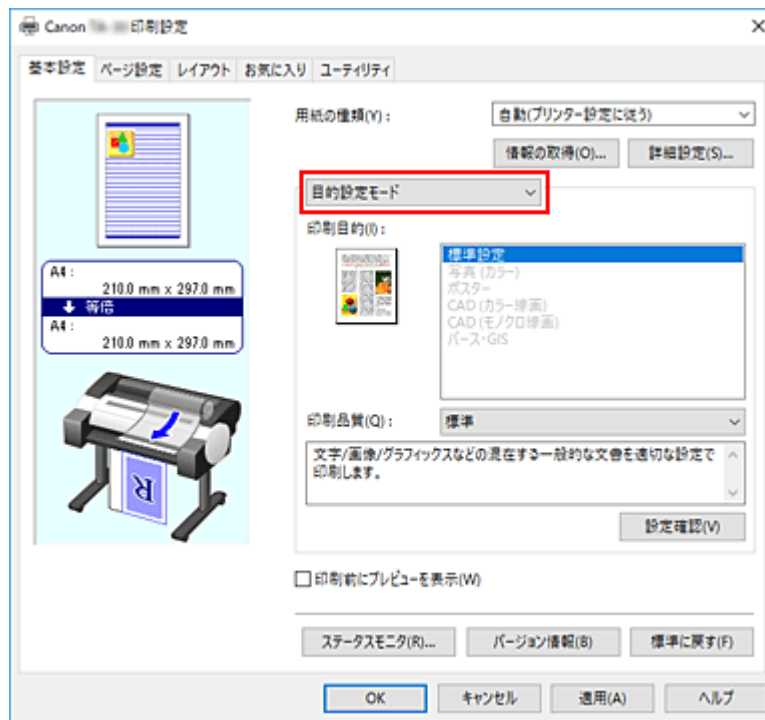 Canon 印刷設定
基本設定 ページ設定 レイアウト お気に入り ユーティリティ
用紙の種類(Y)： 自動(プリンター設定に従う)
情報の取得(O)... 詳細設定(S)...
目的設定モード
印刷目的(I)：
標準設定
写真 (カラー)
ポスター
CAD (カラー線画)
CAD (モノクロ線画)
パース・GIS
A4：
210.0 mm x 297.0 mm
等倍
A4：
210.0 mm x 297.0 mm
R
印刷品質(Q)： 標準
文字/画像/グラフィックスなどの混在する一般的な文書を適切な設定で
印刷します。
設定確認(V)
印刷前にプレビューを表示(W)
ステータスモニタ(R)... バージョン情報(B) 標準に戻す(F)
OK キャンセル 適用(A) ヘルプ